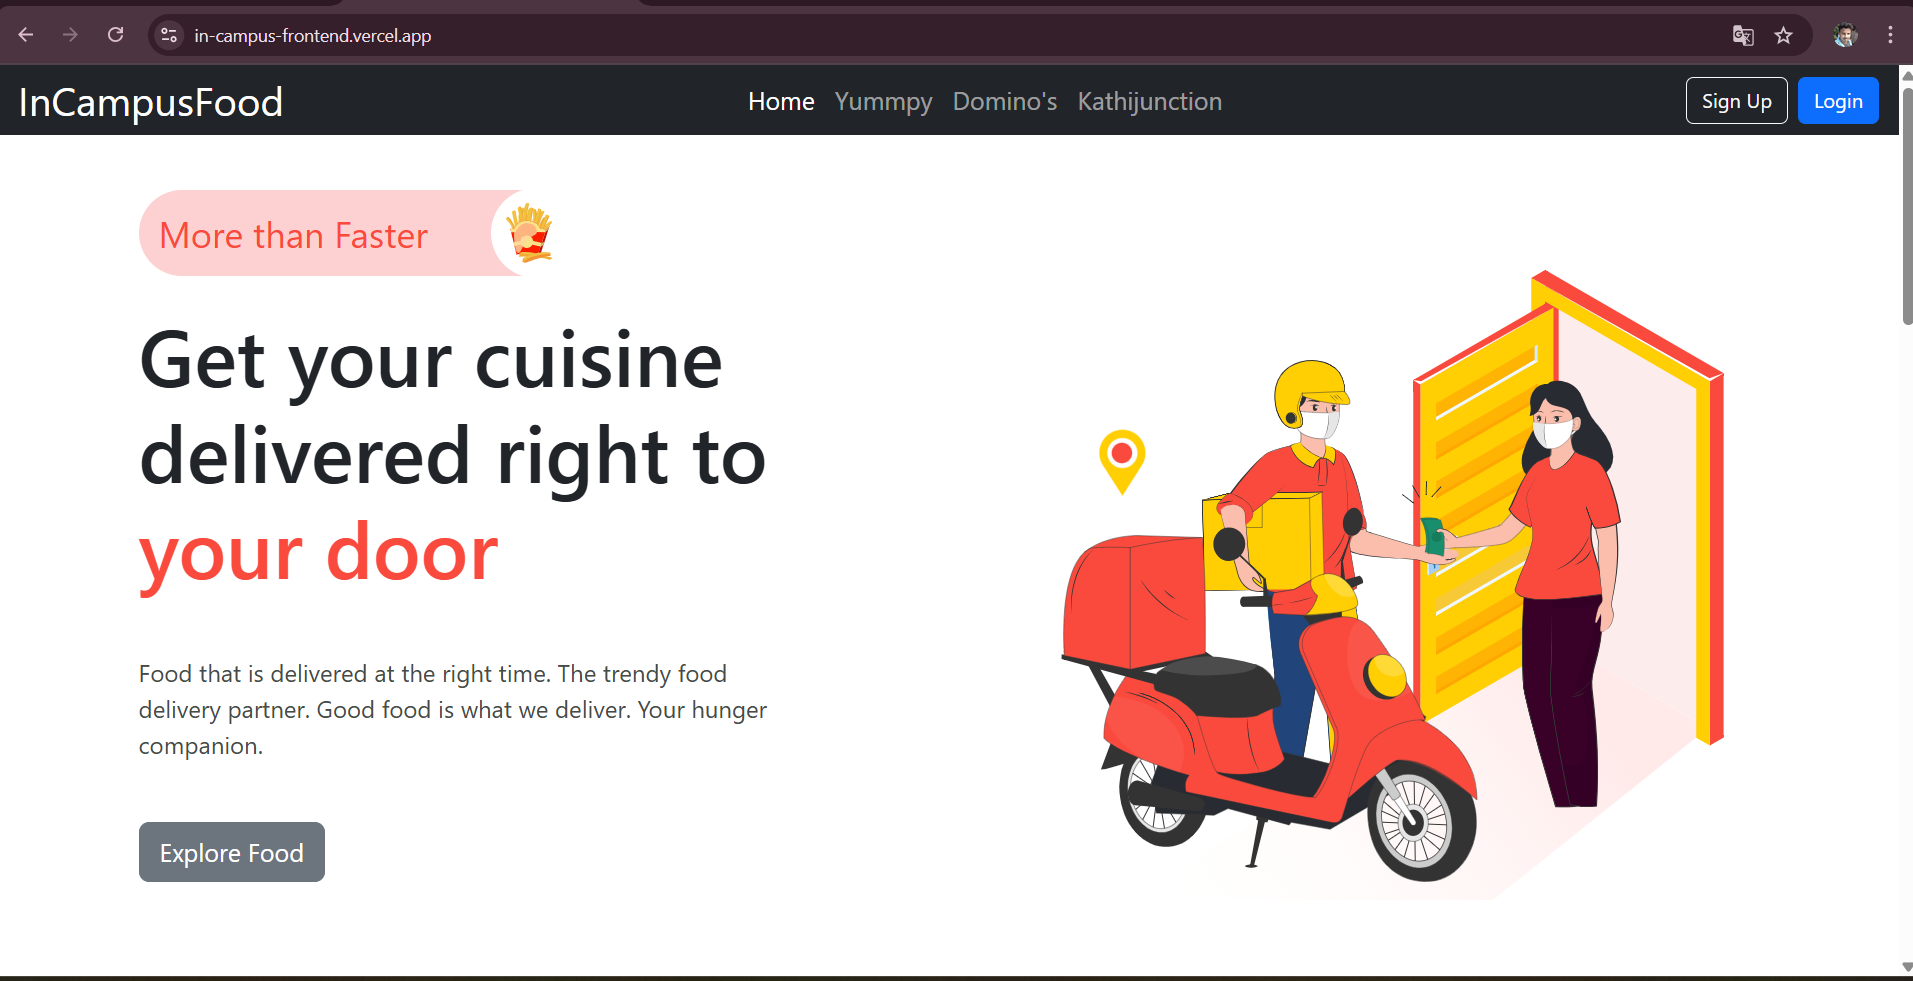 in-campus-frontend.vercel.app
InCampusFood
Home Yummpy Domino's Kathijunction
Sign Up Login
More than Faster
Get your cuisine
delivered right to
your door
Food that is delivered at the right time. The trendy food
delivery partner. Good food is what we deliver. Your hunger
companion.
Explore Food